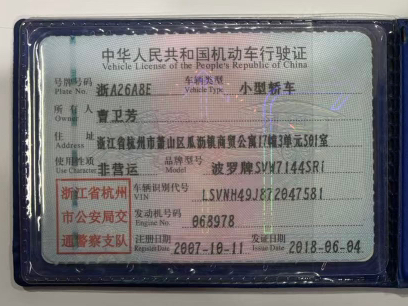 中华人民共和国机动车行驶证
Vehicle License of the People's Republic of China
号牌号码 浙A26A8E 车辆类型 小型轿车
Plate No. Vehicle Type
所有人 曹卫芳
Owner
住址 浙江省杭州市萧山区瓜沥镇商贸公寓17幢3单元501室
Address
使用性质 非营运 品牌型号 波罗牌SVW7144SRi
Use Character Model
浙江省杭州
市公安局交
通警察支队
车辆识别代号 LSVNH49J872047581
VIN
发动机号码 068978
Engine No.
注册日期 2007-10-11 发证日期 2018-06-04
Register Date Issue Date